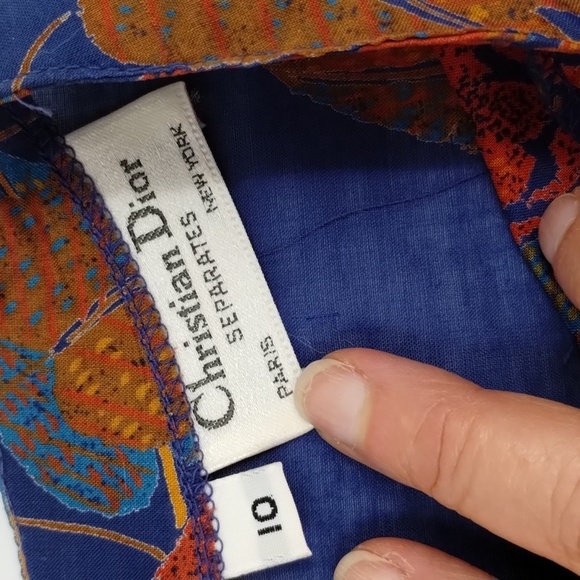 Christian Dior
SEPARATES
PARIS NEW YORK
10